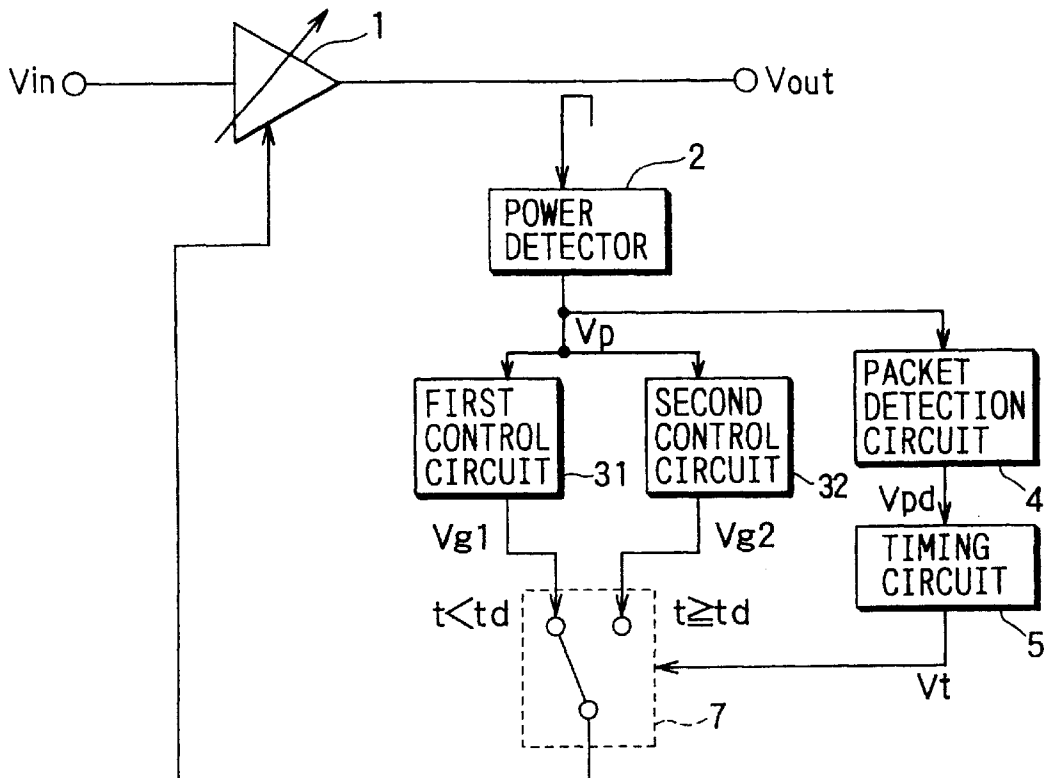 1
Vin
Vout
2
POWER
DETECTOR
Vp
FIRST
CONTROL
CIRCUIT
31
SECOND
CONTROL
CIRCUIT
32
PACKET
DETECTION
CIRCUIT
4
Vg1
Vg2
Vpd
TIMING
CIRCUIT
5
t<td
t≧td
Vt
7